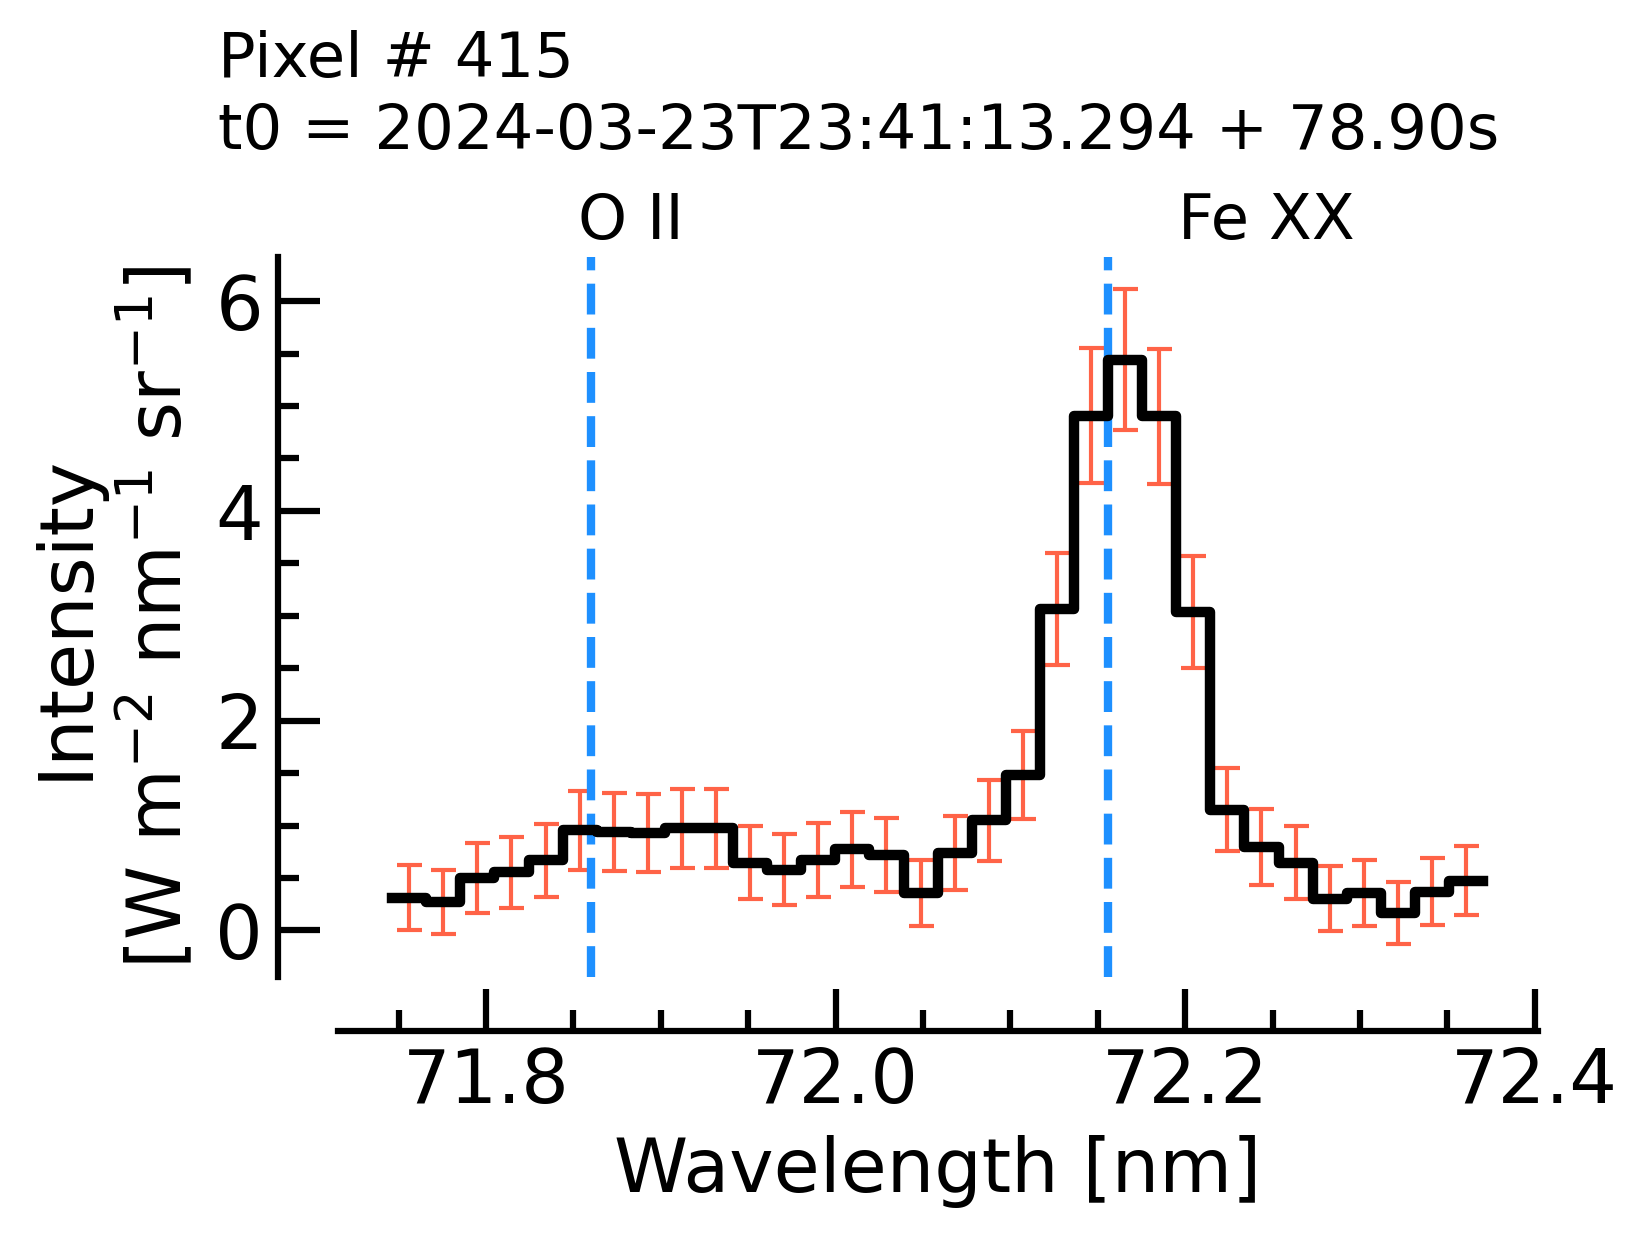 Pixel # 415
t0 = 2024-03-23T23:41:13.294 + 78.90s
O II Fe XX
Intensity
[W m⁻² nm⁻¹ sr⁻¹]
6
4
2
0
71.8 72.0 72.2 72.4
Wavelength [nm]